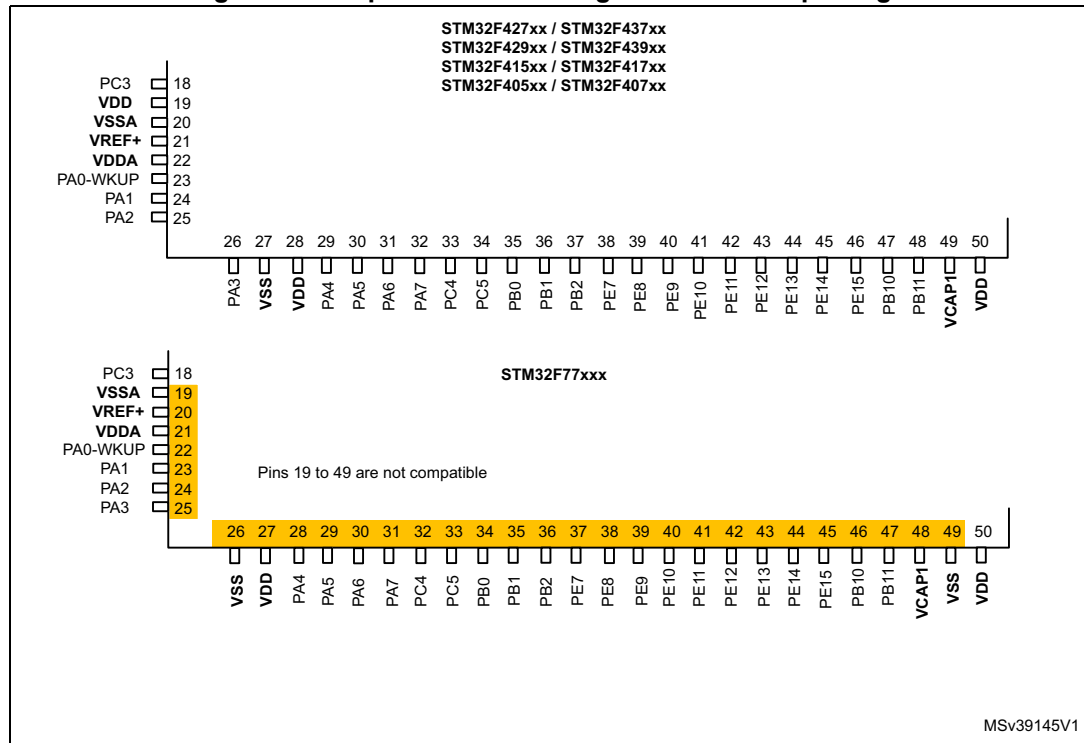 STM32F427xx / STM32F437xx
STM32F429xx / STM32F439xx
STM32F415xx / STM32F417xx
STM32F405xx / STM32F407xx
PC3 18
VDD 19
VSSA 20
VREF+ 21
VDDA 22
PA0-WKUP 23
PA1 24
PA2 25
26 27 28 29 30 31 32 33 34 35 36 37 38 39 40 41 42 43 44 45 46 47 48 49 50
PA3 VSS VDD PA4 PA5 PA6 PA7 PC4 PC5 PB0 PB1 PB2 PE7 PE8 PE9 PE10 PE11 PE12 PE13 PE14 PE15 PB10 PB11 VCAP1 VDD
STM32F77xxx
PC3 18
VSSA 19
VREF+ 20
VDDA 21
PA0-WKUP 22
PA1 23
PA2 24
PA3 25
Pins 19 to 49 are not compatible
26 27 28 29 30 31 32 33 34 35 36 37 38 39 40 41 42 43 44 45 46 47 48 49 50
VSS VDD PA4 PA5 PA6 PA7 PC4 PC5 PB0 PB1 PB2 PE7 PE8 PE9 PE10 PE11 PE12 PE13 PE14 PE15 PB10 PB11 VCAP1 VSS VDD
MSv39145V1